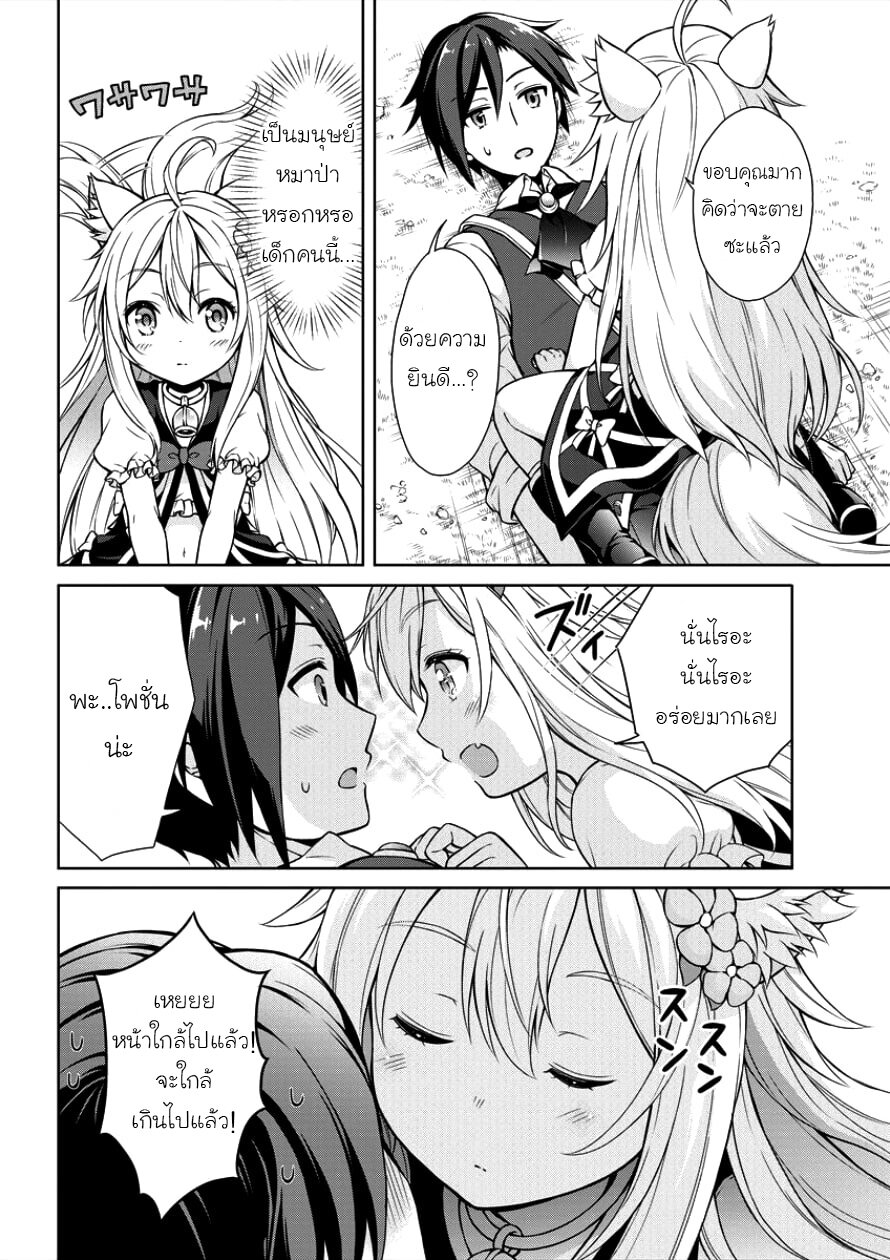 ขอบคุณมาก
คิดว่าจะตาย
ซะแล้ว
ด้วยความ
ยินดี...?
เป็นมนุษย์
หมาป่า
หรอกหรอ
เด็กคนนี้...
ワサワサ
นั่นไรอะ
นั่นไรอะ
อร่อยมากเลย
ズイ
พะ..โพชั่น
น่ะ
スン
スン
เหยยย
หน้าใกล้ไปแล้ว!
จะใกล้
เกินไปแล้ว!